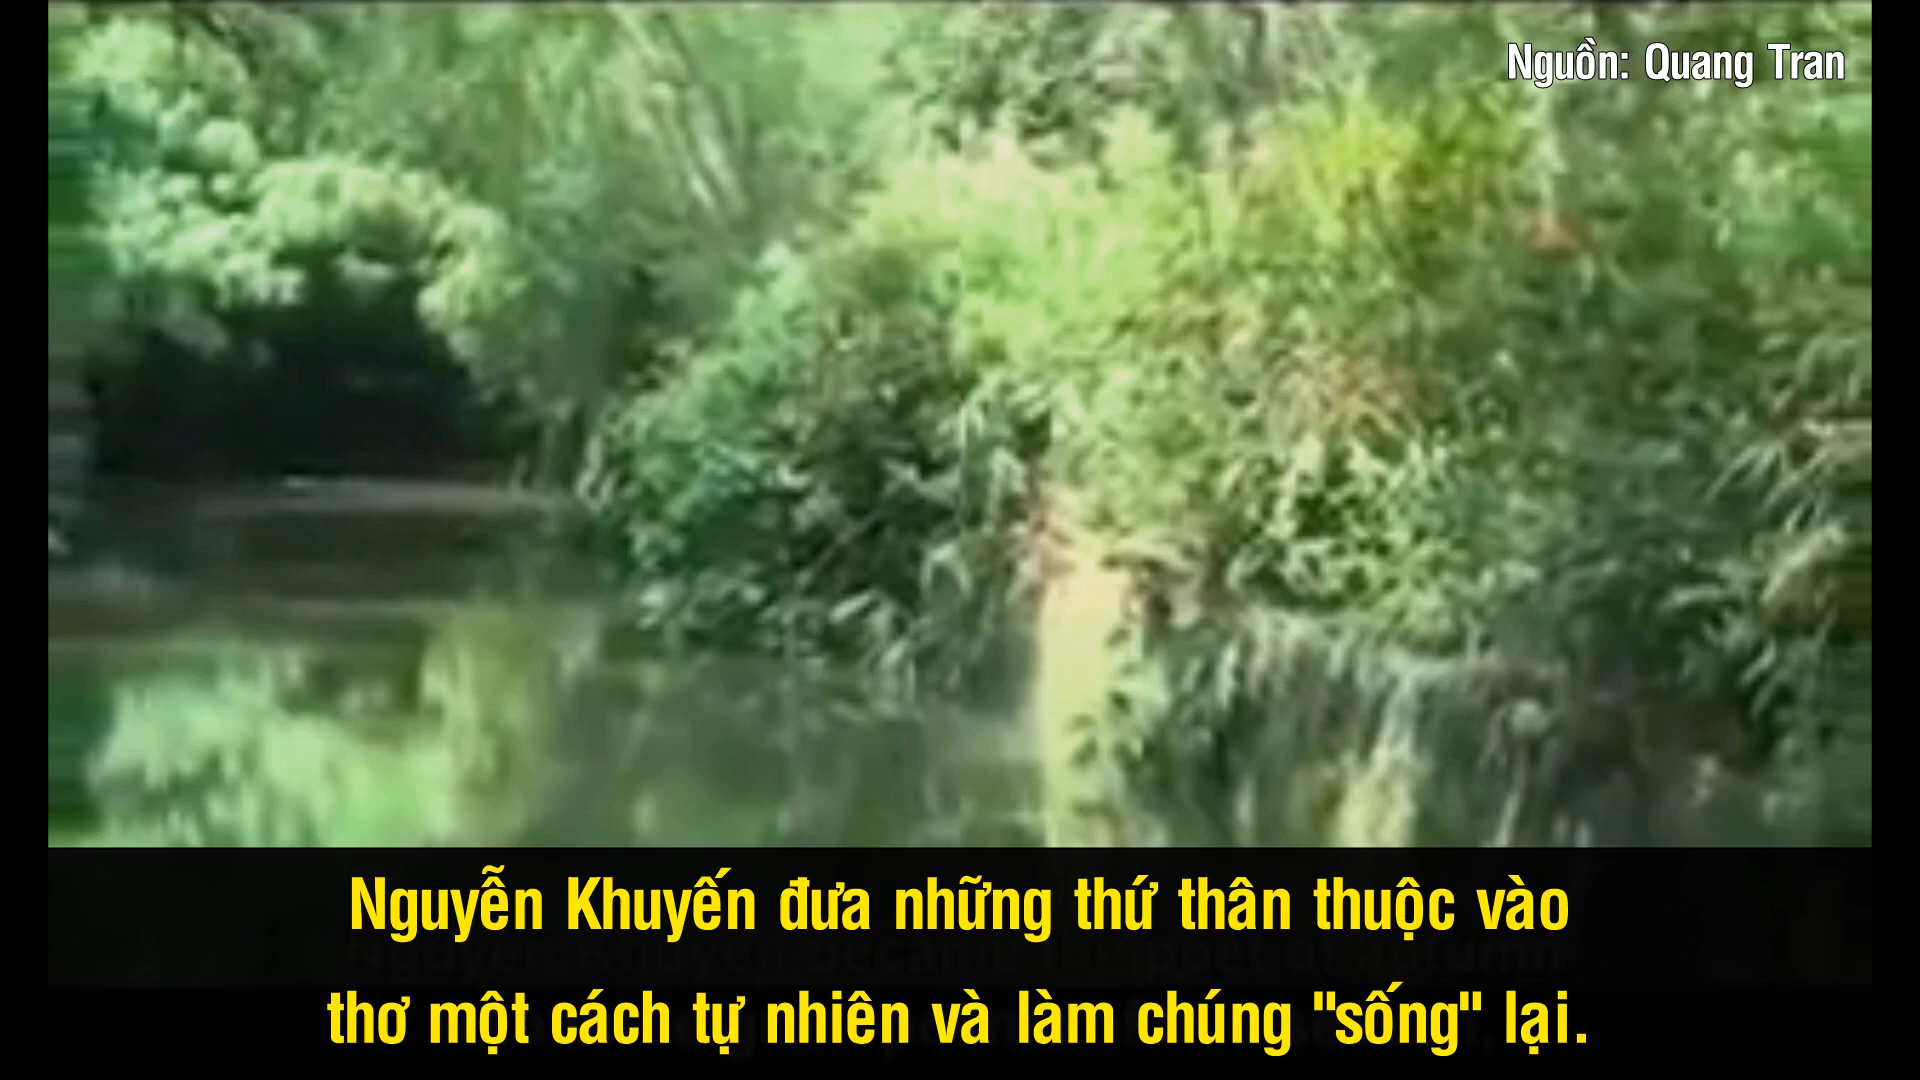 Nguồn: Quang Tran
Nguyễn Khuyến đưa những thứ thân thuộc vào
thơ một cách tự nhiên và làm chúng "sống" lại.